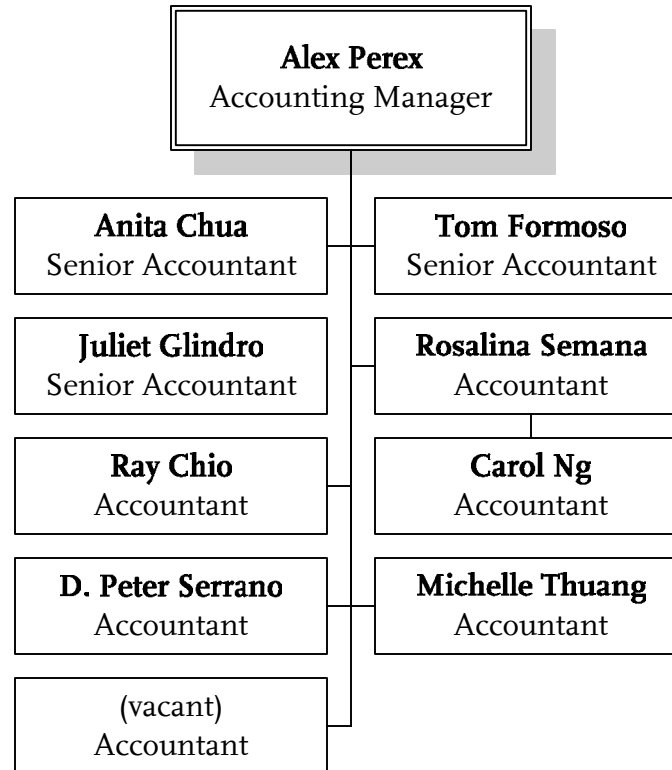 Alex Perex
Accounting Manager
Anita Chua
Senior Accountant
Tom Formoso
Senior Accountant
Juliet Glindro
Senior Accountant
Rosalina Semana
Accountant
Ray Chio
Accountant
Carol Ng
Accountant
D. Peter Serrano
Accountant
Michelle Thuang
Accountant
(vacant)
Accountant